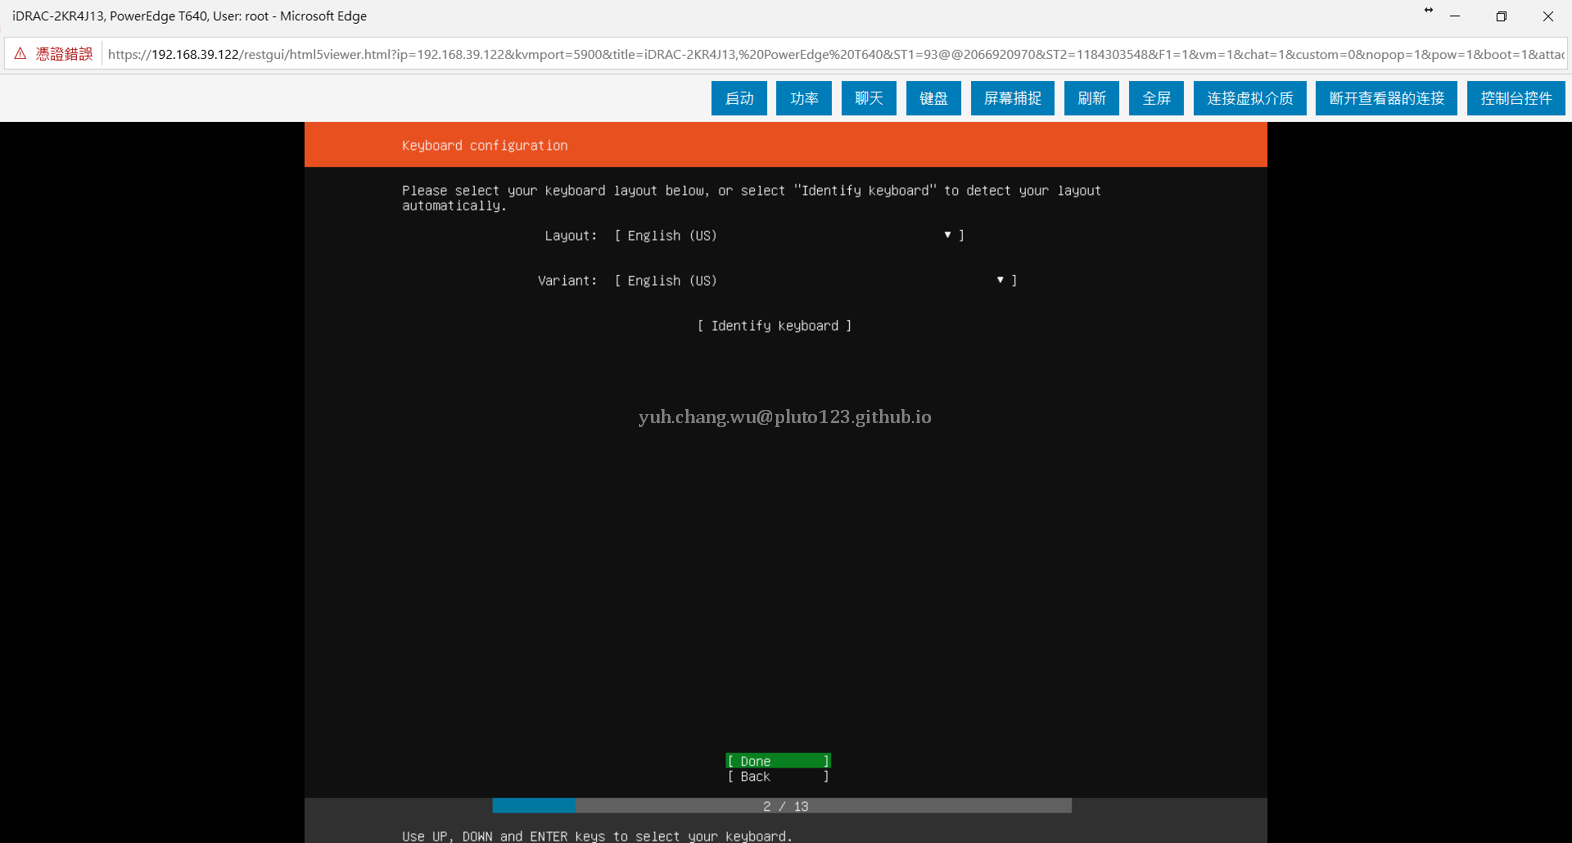 iDRAC-2KR4J13, PowerEdge T640, User: root - Microsoft Edge
憑證錯誤 https://192.168.39.122/restgui/html5viewer.html?ip=192.168.39.122&kvmport=5900&title=iDRAC-2KR4J13,%20PowerEdge%20T640&ST1=93@@2066920970&ST2=1184303548&F1=1&vm=1&chat=1&custom=0&nopop=1&pow=1&boot=1&attac
启动 功率 聊天 键盘 屏幕捕捉 刷新 全屏 连接虚拟介质 断开查看器的连接 控制台控件
Keyboard configuration
Please select your keyboard layout below, or select "Identify keyboard" to detect your layout
automatically.
Layout: [ English (US) ▾ ]
Variant: [ English (US) ▾ ]
[ Identify keyboard ]
yuh.chang.wu@pluto123.github.io
[ Done ]
[ Back ]
2 / 13
Use UP, DOWN and ENTER keys to select your keyboard.